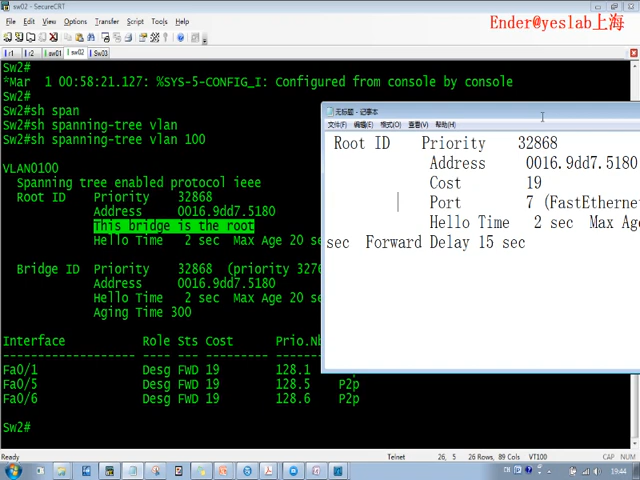 sw02 - SecureCRT
Ender@yeslab上海
File Edit View Options Transfer Script Tools Help
r1 r2 sw01 sw02 Sw03
Sw2#
*Mar 1 00:58:21.127: %SYS-5-CONFIG_I: Configured from console by console
Sw2#
Sw2#sh span
Sw2#sh spanning-tree vlan
Sw2#sh spanning-tree vlan 100
VLAN0100
Spanning tree enabled protocol ieee
Root ID Priority 32868
Address 0016.9dd7.5180
This bridge is the root
Hello Time 2 sec Max Age 20 s
Bridge ID Priority 32868 (priority 3276
Address 0016.9dd7.5180
Hello Time 2 sec Max Age 20 s
Aging Time 300
Interface Role Sts Cost Prio.Nb
------------------- ---- --- --------- --------
Fa0/1 Desg FWD 19 128.1 P2p
Fa0/5 Desg FWD 19 128.5 P2p
Fa0/6 Desg FWD 19 128.6 P2p
Sw2#
无标题 - 记事本
文件(F) 编辑(E) 格式(O) 查看(V) 帮助(H)
Root ID Priority 32868
Address 0016.9dd7.5180
Cost 19
Port 7 (FastEtherne
Hello Time 2 sec Max Age
sec Forward Delay 15 sec
Ready Telnet 26, 5 26 Rows, 89 Cols VT100 CAP NUM
19:44